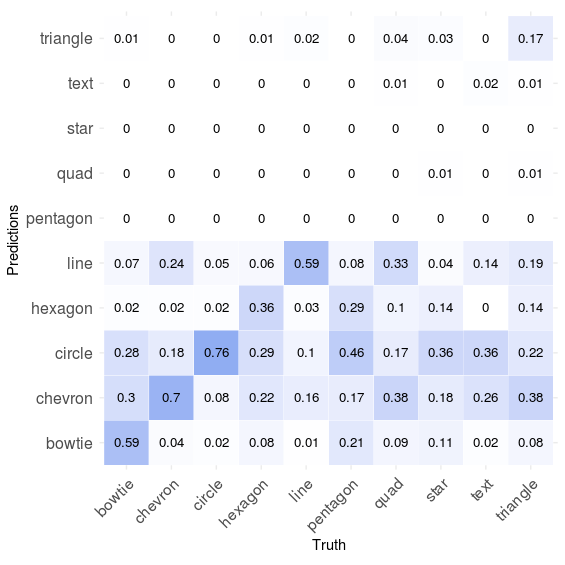 triangle 0.01 0 0 0.01 0.02 0 0.04 0.03 0 0.17
text 0 0 0 0 0 0 0.01 0 0.02 0.01
star 0 0 0 0 0 0 0 0 0 0
quad 0 0 0 0 0 0 0 0.01 0 0.01
pentagon 0 0 0 0 0 0 0 0 0 0
line 0.07 0.24 0.05 0.06 0.59 0.08 0.33 0.04 0.14 0.19
hexagon 0.02 0.02 0.02 0.36 0.03 0.29 0.1 0.14 0 0.14
circle 0.28 0.18 0.76 0.29 0.1 0.46 0.17 0.36 0.36 0.22
chevron 0.3 0.7 0.08 0.22 0.16 0.17 0.38 0.18 0.26 0.38
bowtie 0.59 0.04 0.02 0.08 0.01 0.21 0.09 0.11 0.02 0.08
bowtie chevron circle hexagon line pentagon quad star text triangle
Truth
Predictions